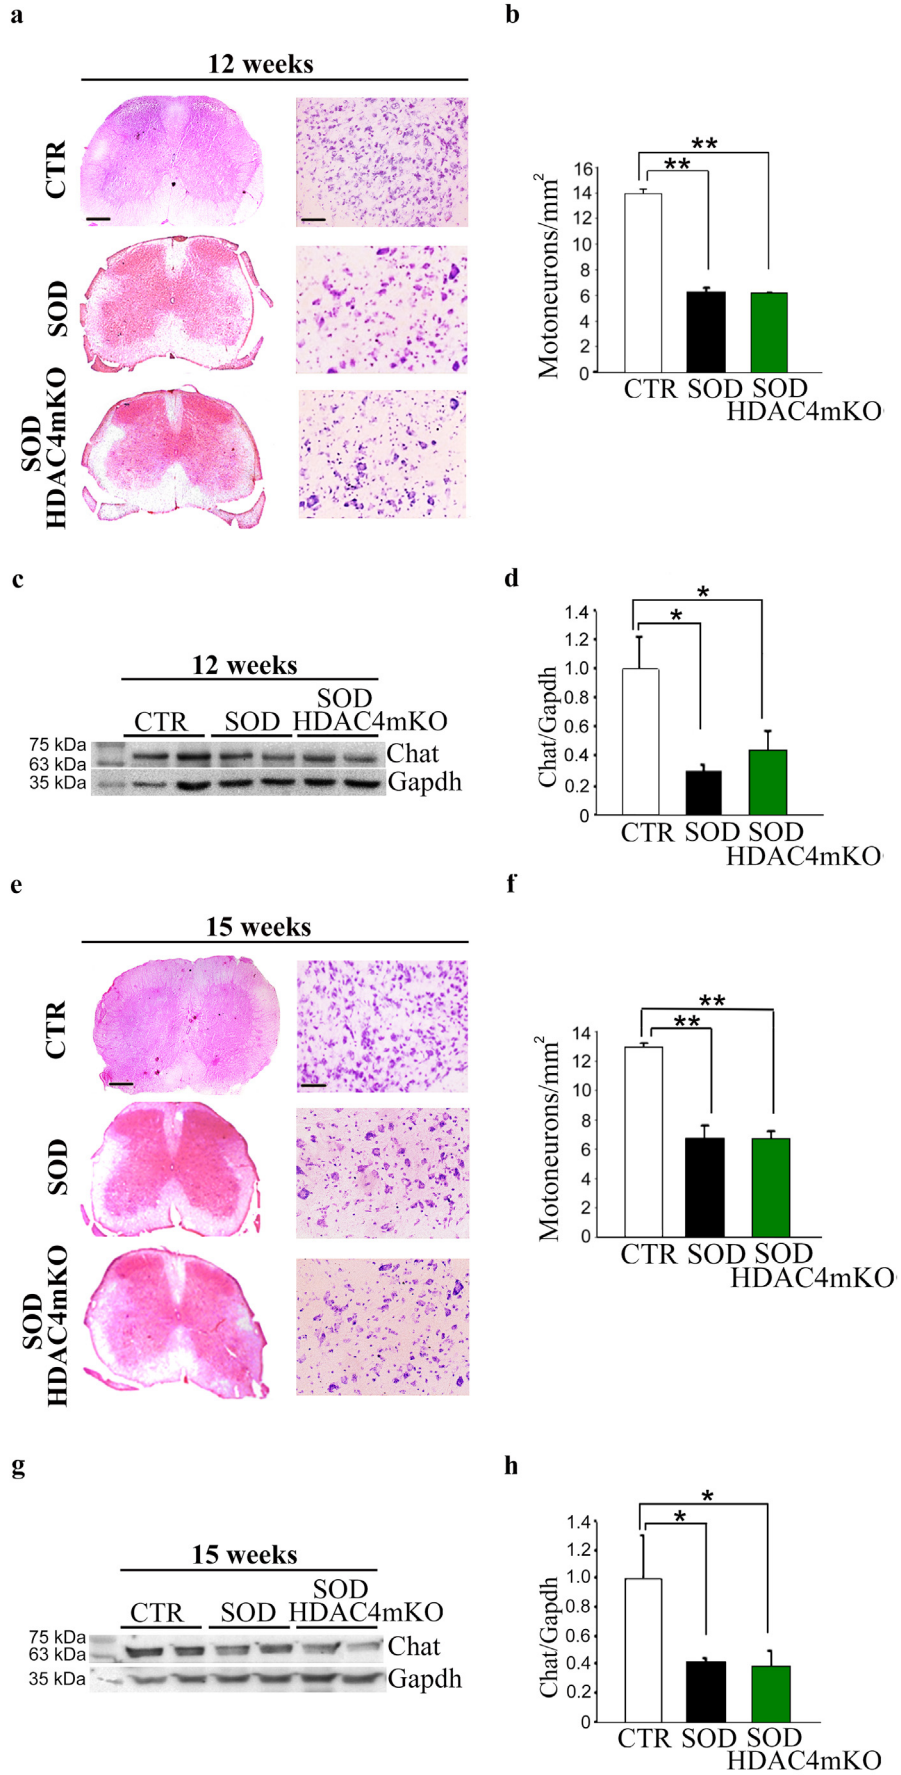 a
12 weeks
CTR
SOD
SOD
HDAC4mKO
b
**
**
Motoneurons/mm2
16
14
12
10
8
6
4
2
0
CTR SOD SOD
HDAC4mKO
c
12 weeks
SOD
CTR SOD HDAC4mKO
75 kDa
63 kDa
35 kDa
Chat
Gapdh
d
*
*
Chat/Gapdh
1.4
1.2
1.0
0.8
0.6
0.4
0.2
0
CTR SOD SOD
HDAC4mKO
e
15 weeks
CTR
SOD
SOD
HDAC4mKO
f
**
**
Motoneurons/mm2
14
12
10
8
6
4
2
0
CTR SOD SOD
HDAC4mKO
g
15 weeks
SOD
CTR SOD HDAC4mKO
75 kDa
63 kDa
35 kDa
Chat
Gapdh
h
*
*
Chat/Gapdh
1.4
1.2
1.0
0.8
0.6
0.4
0.2
0
CTR SOD SOD
HDAC4mKO